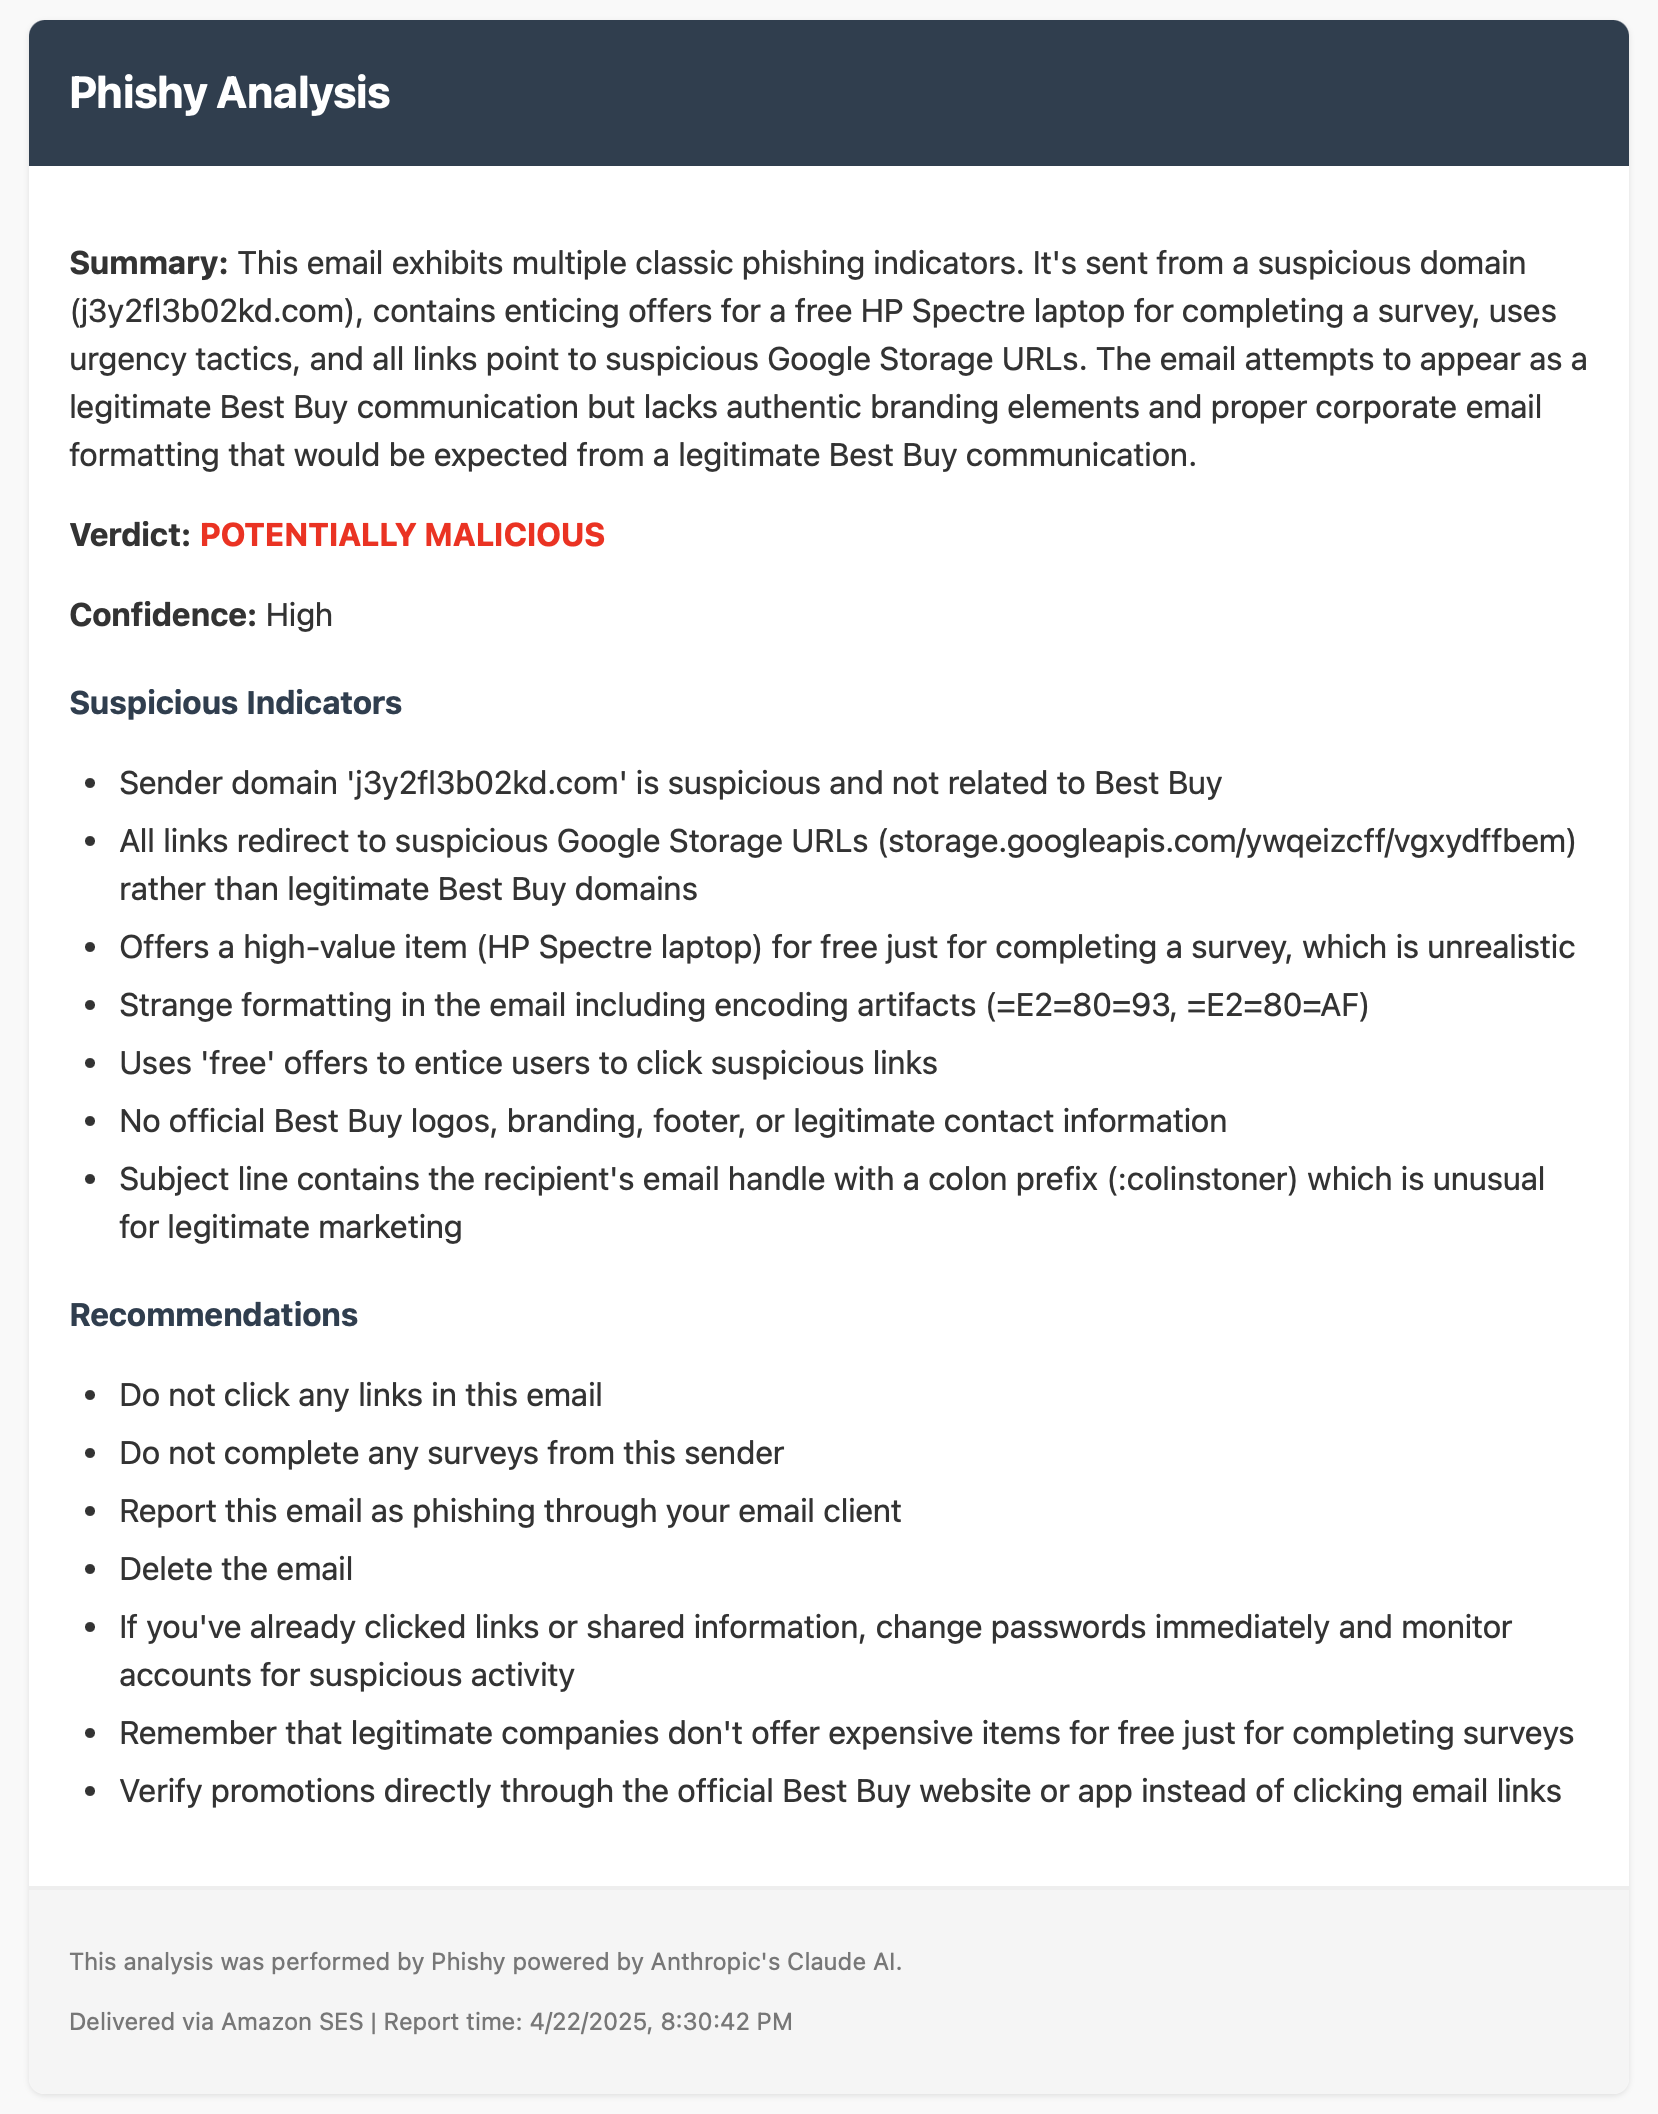 Phishy Analysis
Summary: This email exhibits multiple classic phishing indicators. It's sent from a suspicious domain
(j3y2fl3b02kd.com), contains enticing offers for a free HP Spectre laptop for completing a survey, uses
urgency tactics, and all links point to suspicious Google Storage URLs. The email attempts to appear as a
legitimate Best Buy communication but lacks authentic branding elements and proper corporate email
formatting that would be expected from a legitimate Best Buy communication.
Verdict: POTENTIALLY MALICIOUS
Confidence: High
Suspicious Indicators
• Sender domain 'j3y2fl3b02kd.com' is suspicious and not related to Best Buy
• All links redirect to suspicious Google Storage URLs (storage.googleapis.com/ywqeizcff/vgxydffbem)
rather than legitimate Best Buy domains
• Offers a high-value item (HP Spectre laptop) for free just for completing a survey, which is unrealistic
• Strange formatting in the email including encoding artifacts (=E2=80=93, =E2=80=AF)
• Uses 'free' offers to entice users to click suspicious links
• No official Best Buy logos, branding, footer, or legitimate contact information
• Subject line contains the recipient's email handle with a colon prefix (:colinstoner) which is unusual
for legitimate marketing
Recommendations
• Do not click any links in this email
• Do not complete any surveys from this sender
• Report this email as phishing through your email client
• Delete the email
• If you've already clicked links or shared information, change passwords immediately and monitor
accounts for suspicious activity
• Remember that legitimate companies don't offer expensive items for free just for completing surveys
• Verify promotions directly through the official Best Buy website or app instead of clicking email links
This analysis was performed by Phishy powered by Anthropic's Claude AI.
Delivered via Amazon SES | Report time: 4/22/2025, 8:30:42 PM